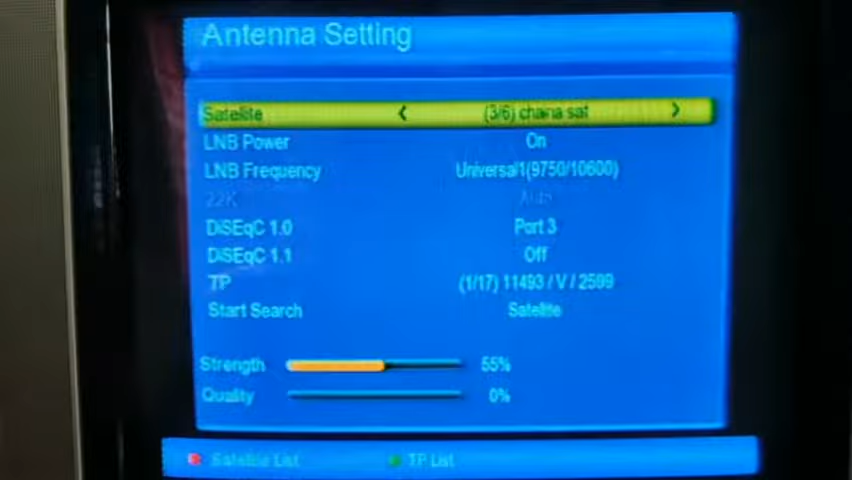 Antenna Setting
Satellite < (3/6) chaina sat >
LNB Power On
LNB Frequency Universal1(9750/10600)
22K Auto
DiSEqC 1.0 Port 3
DiSEqC 1.1 Off
TP (1/17) 11493 / V / 2599
Start Search Satellite
Strength 55%
Quality 0%
Satellite List TP List